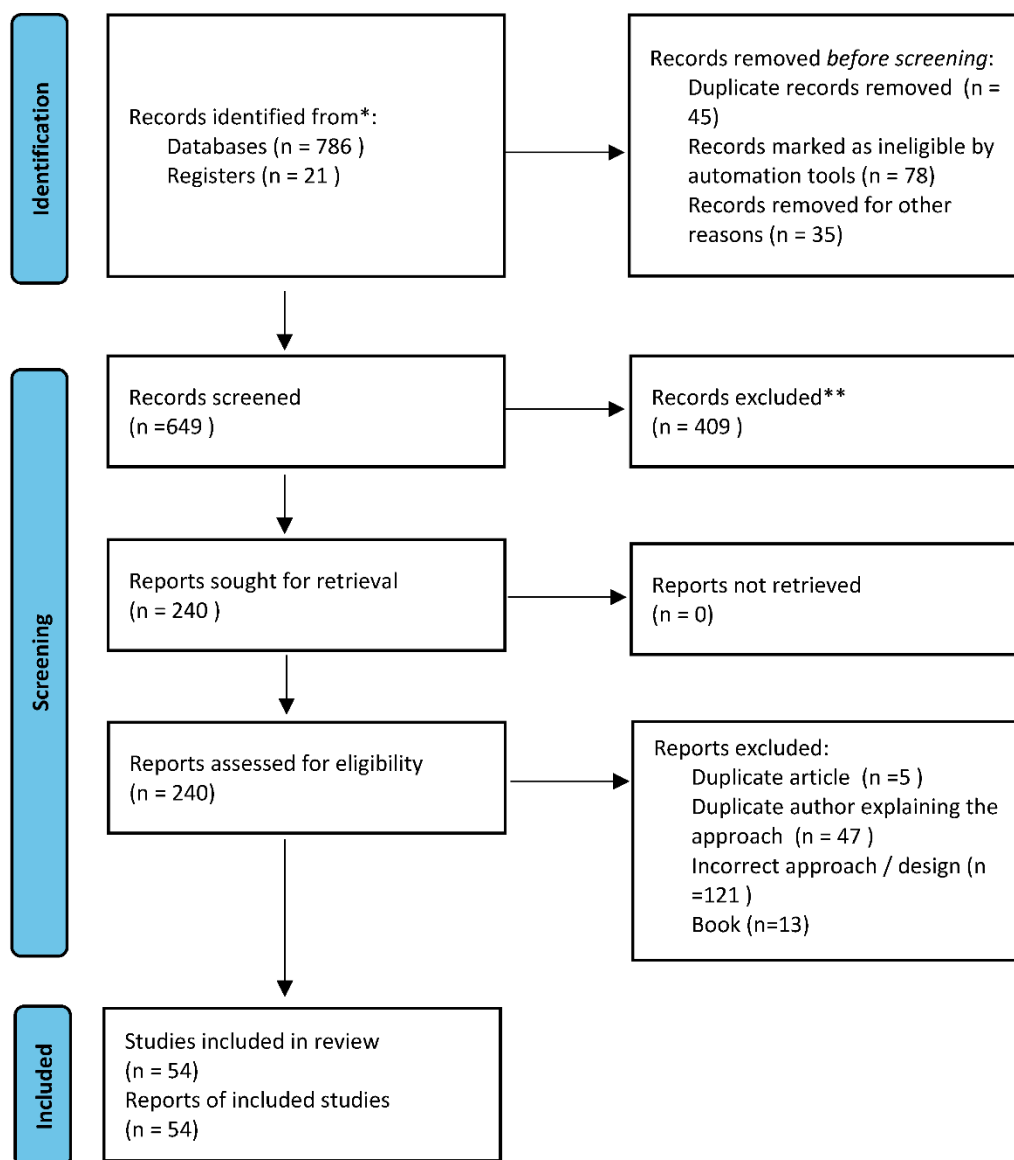 Identification
Records identified from*:
Databases (n = 786 )
Registers (n = 21 )
Records removed before screening:
Duplicate records removed  (n =
45)
Records marked as ineligible by
automation tools (n = 78)
Records removed for other
reasons (n = 35)
Screening
Records screened
(n =649 )
Records excluded**
(n = 409 )
Reports sought for retrieval
(n = 240 )
Reports not retrieved
(n = 0)
Reports assessed for eligibility
(n = 240)
Reports excluded:
Duplicate article  (n =5 )
Duplicate author explaining the
approach  (n = 47 )
Incorrect approach / design (n
=121 )
Book (n=13)
Included
Studies included in review
(n = 54)
Reports of included studies
(n = 54)